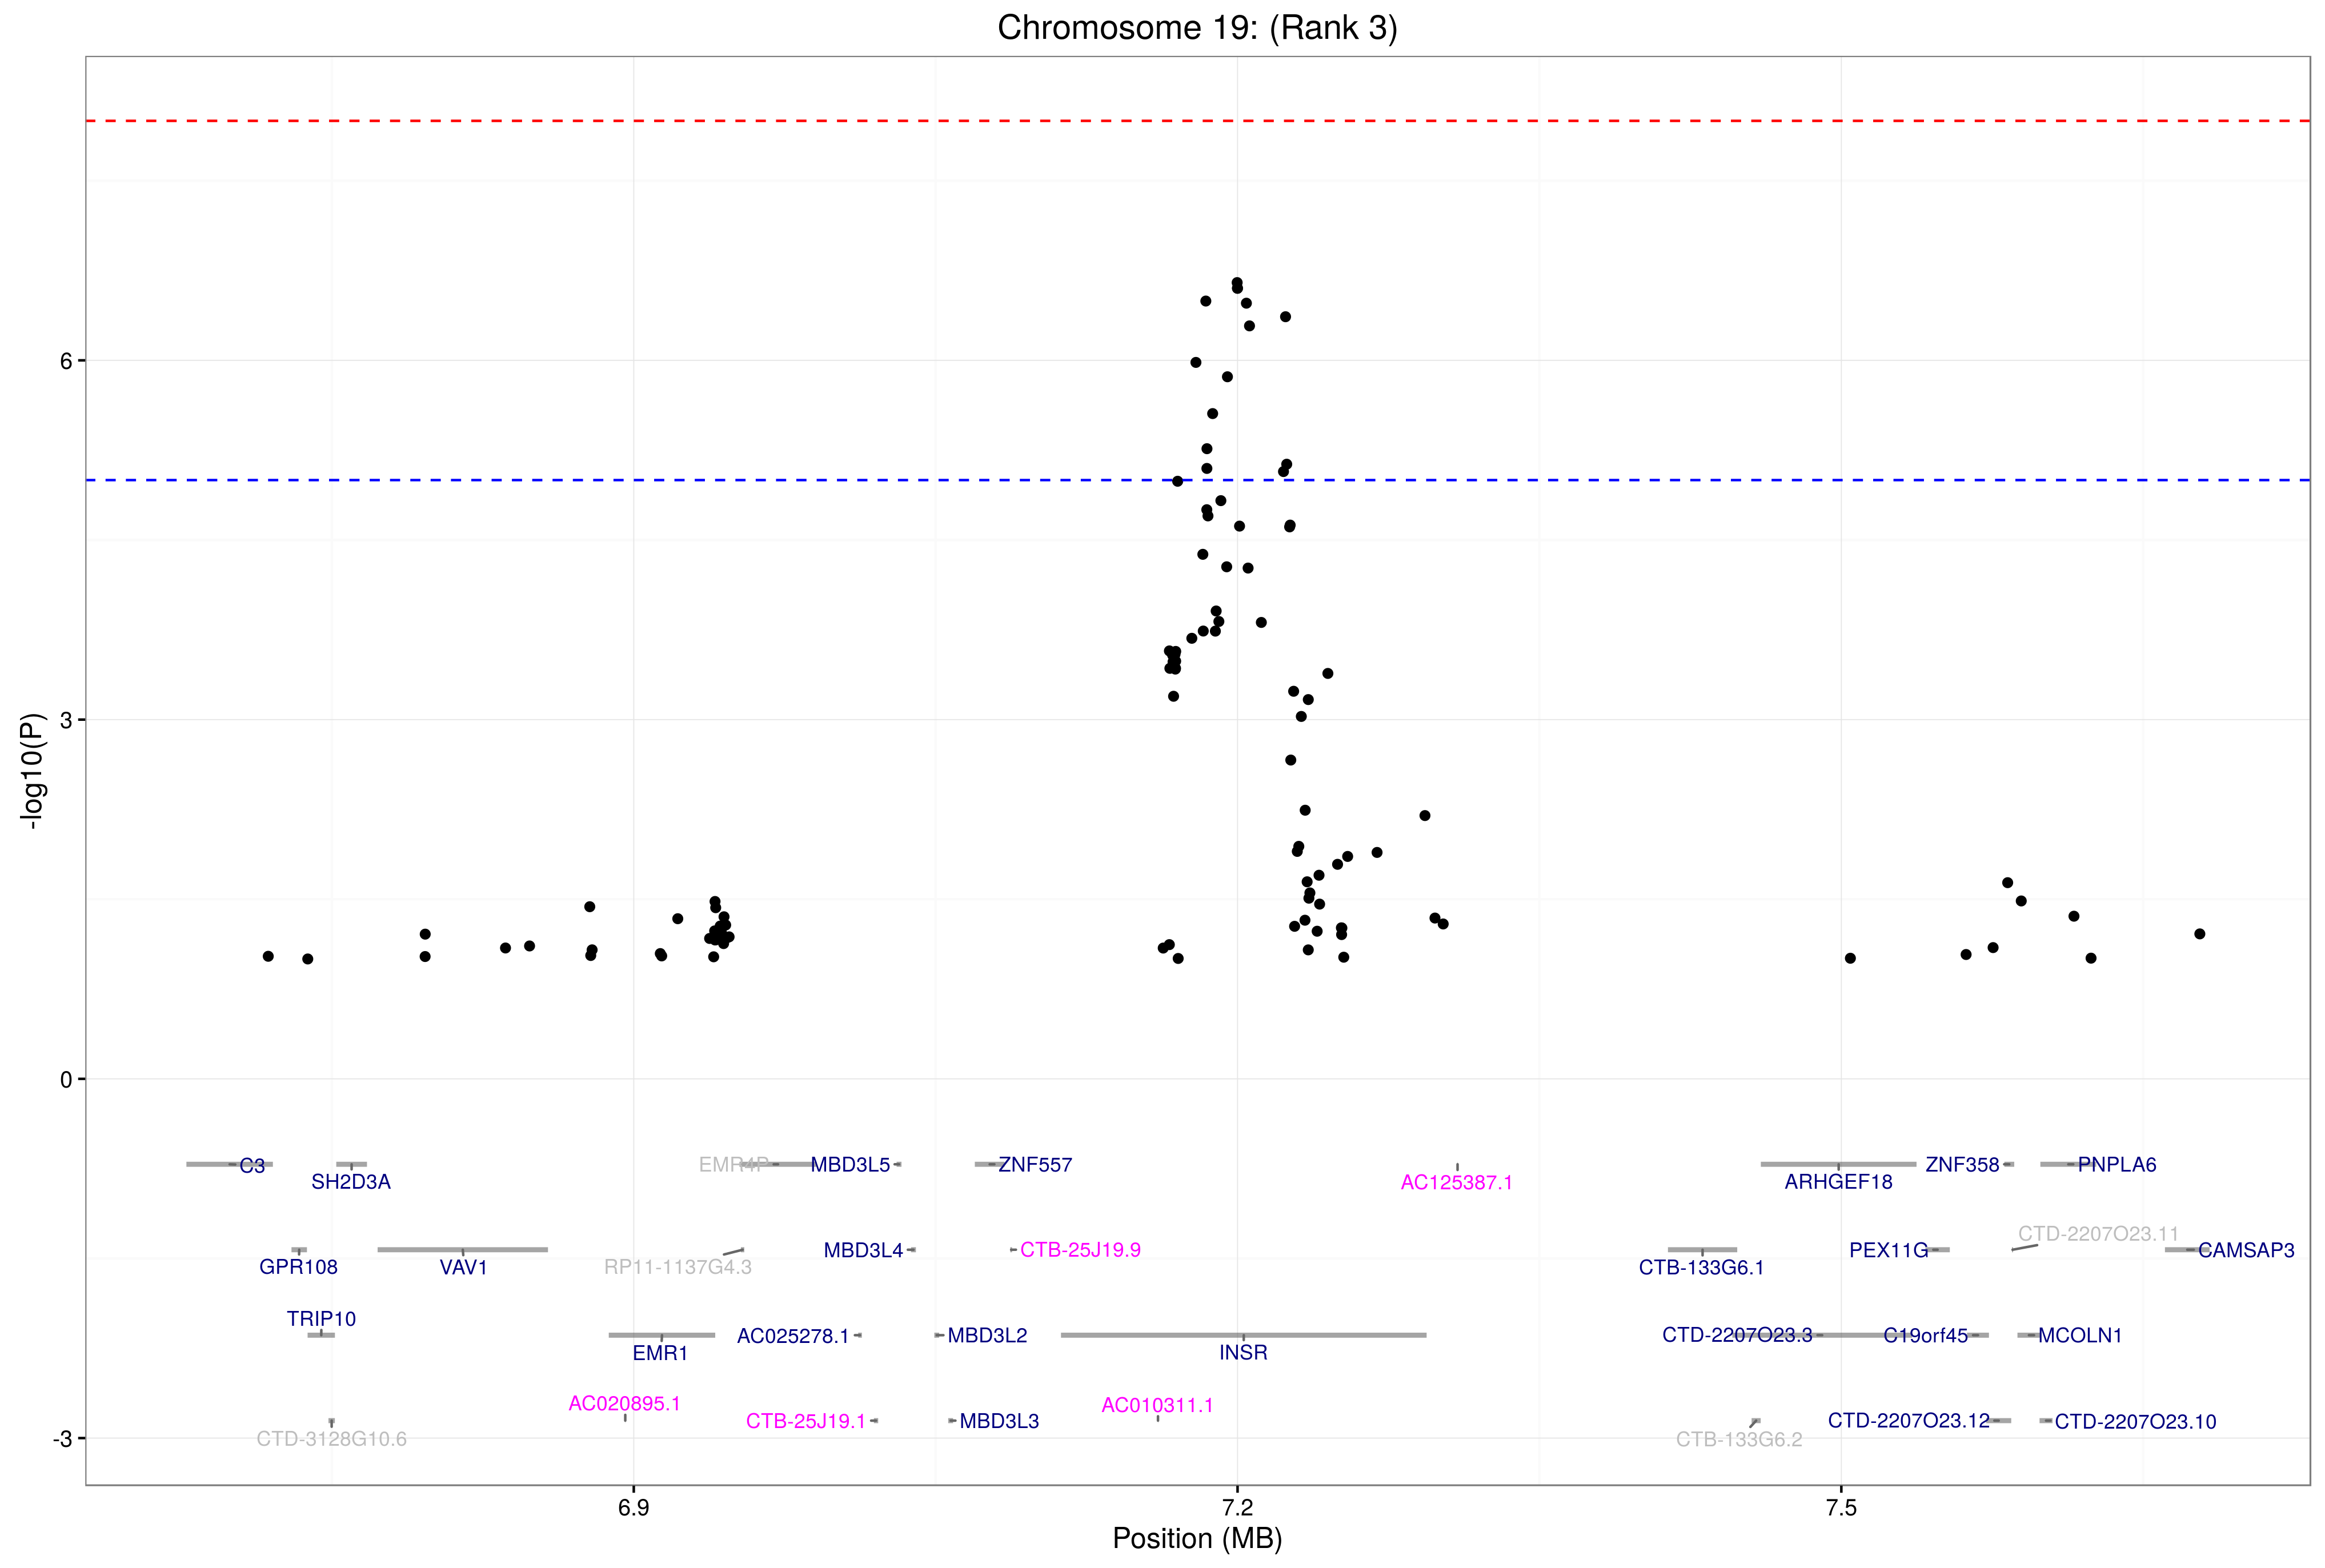 Chromosome 19: (Rank 3)
-log10(P)
6
3
0
-3
C3
EMR4P
MBD3L5
ZNF557
ZNF358
PNPLA6
SH2D3A
AC125387.1
ARHGEF18
CTD-2207O23.11
MBD3L4
CTB-25J19.9
PEX11G
CAMSAP3
GPR108
VAV1
RP11-1137G4.3
CTB-133G6.1
TRIP10
AC025278.1
MBD3L2
CTD-2207O23.3
C19orf45
MCOLN1
EMR1
INSR
AC020895.1
AC010311.1
CTB-25J19.1
MBD3L3
CTD-2207O23.12
CTD-2207O23.10
CTD-3128G10.6
CTB-133G6.2
6.9
7.2
7.5
Position (MB)